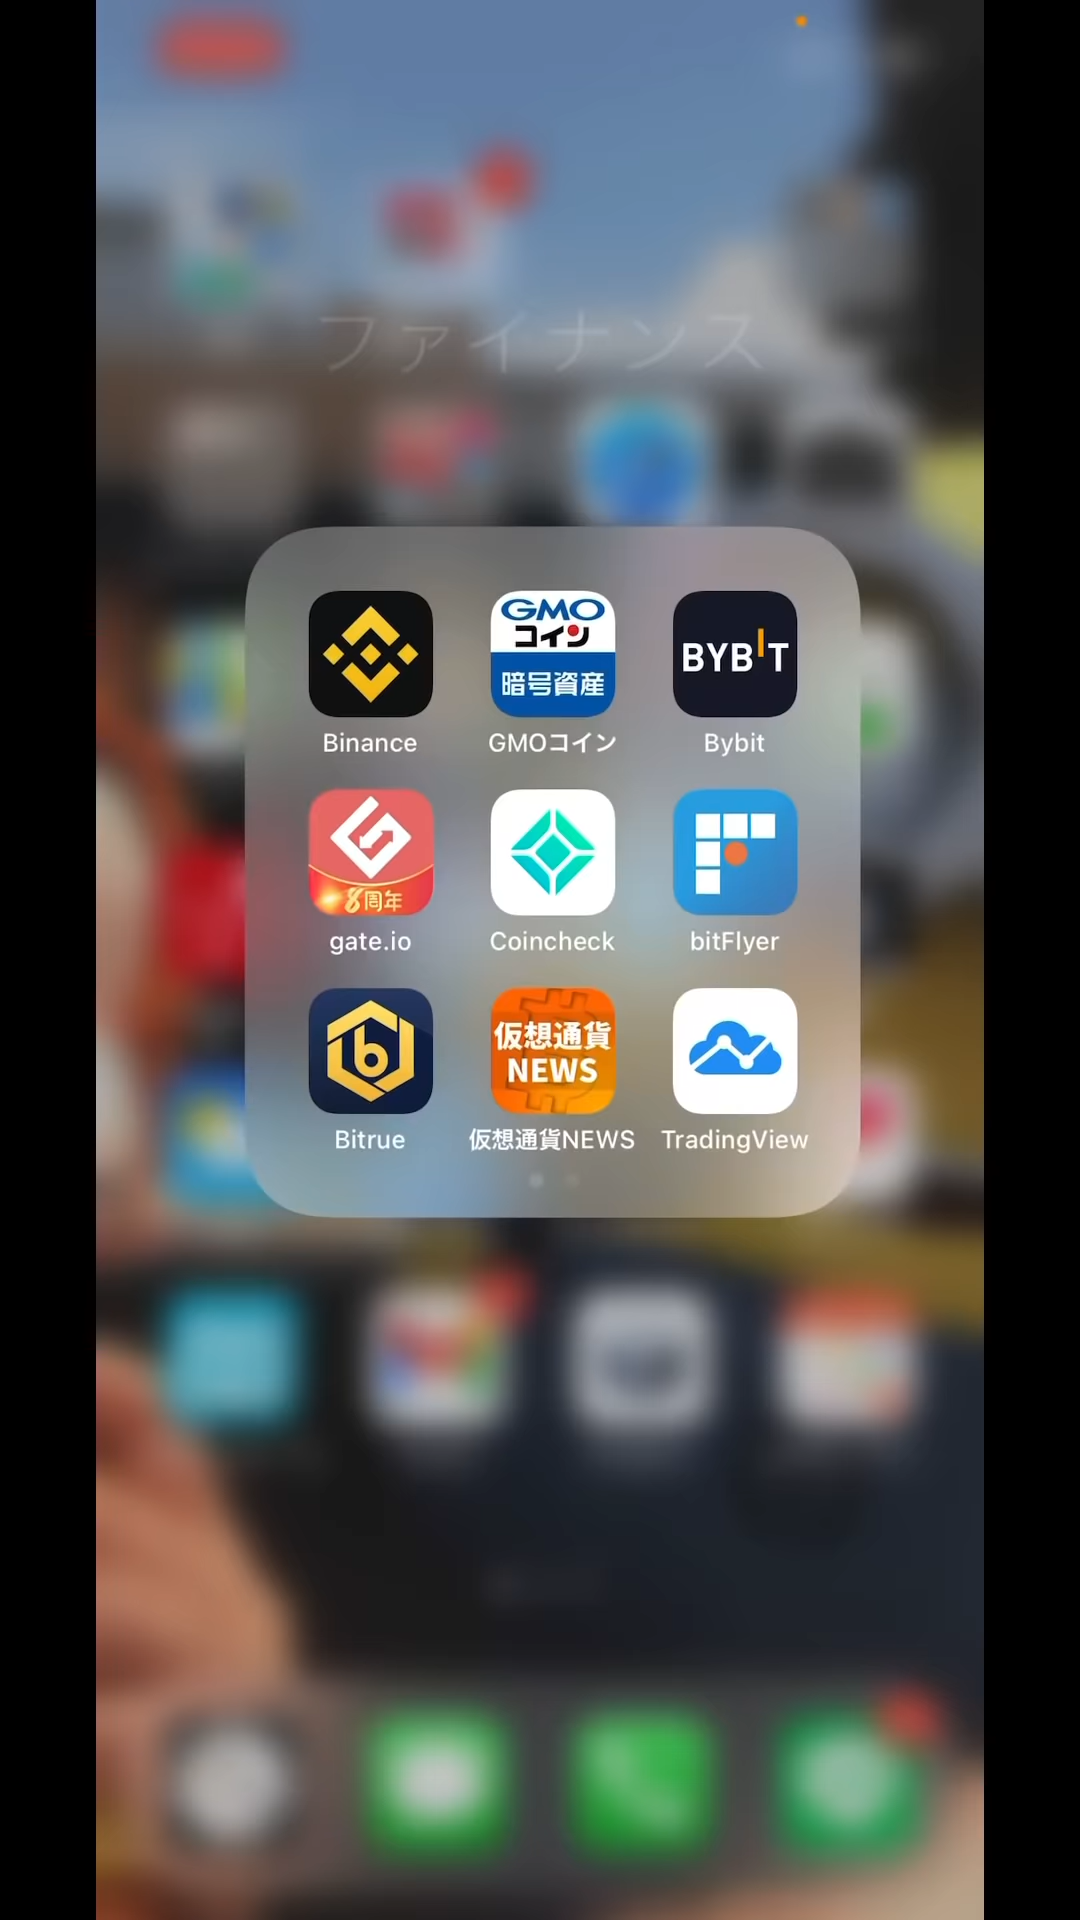 ファイナンス
GMO
コイン
暗号資産
BYBIT
Binance
GMOコイン
Bybit
8周年
gate.io
Coincheck
bitFlyer
仮想通貨
NEWS
Bitrue
仮想通貨NEWS
TradingView